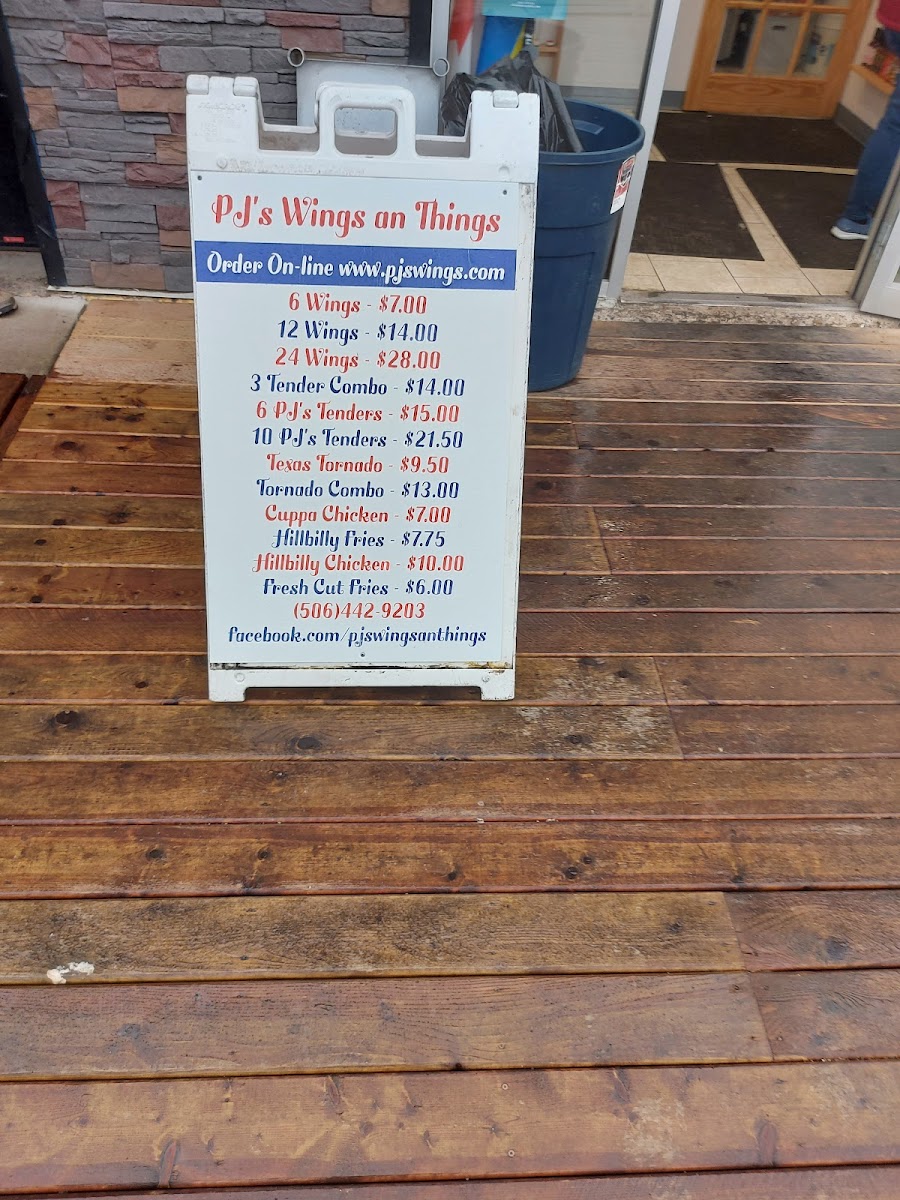 PJ's Wings an Things
Order On-line www.pjswings.com
6 Wings - $7.00
12 Wings - $14.00
24 Wings - $28.00
3 Tender Combo - $14.00
6 PJ's Tenders - $15.00
10 PJ's Tenders - $21.50
Texas Tornado - $9.50
Tornado Combo - $13.00
Cuppa Chicken - $7.00
Hillbilly Fries - $7.75
Hillbilly Chicken - $10.00
Fresh Cut Fries - $6.00
(506)442-9203
facebook.com/pjswingsanthings